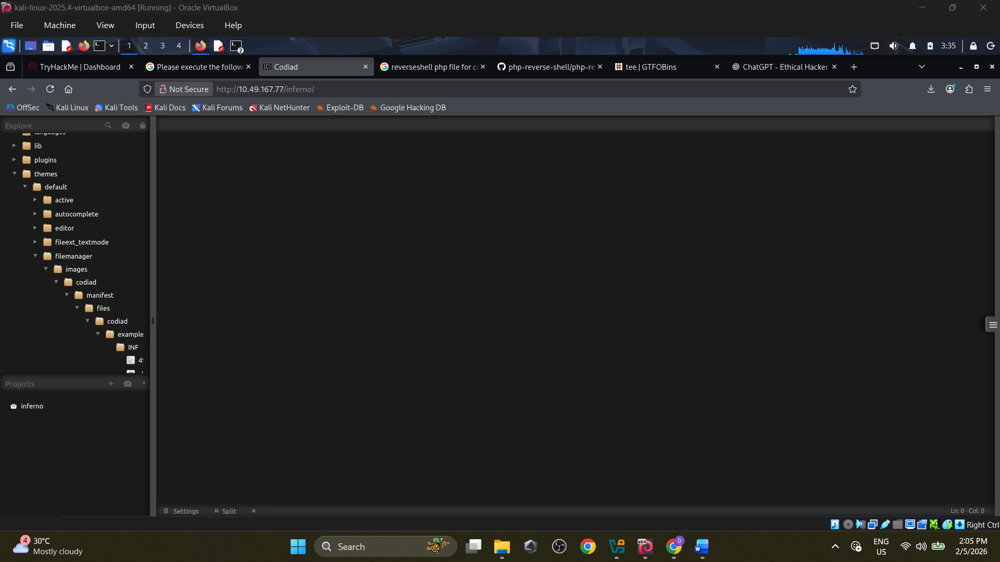 kali-linux-2025.4-virtualbox-amd64 [Running] - Oracle VirtualBox
File Machine View Input Devices Help
1 2 3 4 2 3:35
TryHackMe | Dashboard Please execute the follow Codiad reverseshell php file for c php-reverse-shell/php-re tee | GTFOBins ChatGPT - Ethical Hacker
Not Secure http://10.49.167.77/inferno/
OffSec Kali Linux Kali Tools Kali Docs Kali Forums Kali NetHunter Exploit-DB Google Hacking DB
Explore
languages
lib
plugins
themes
default
active
autocomplete
editor
fileext_textmode
filemanager
images
codiad
manifest
files
codiad
example
INF
Projects
inferno
Settings Split Ln: 0 · Col: 0
Right Ctrl
4 30°C
Mostly cloudy
Search
ENG
US
2:05 PM
2/5/2026